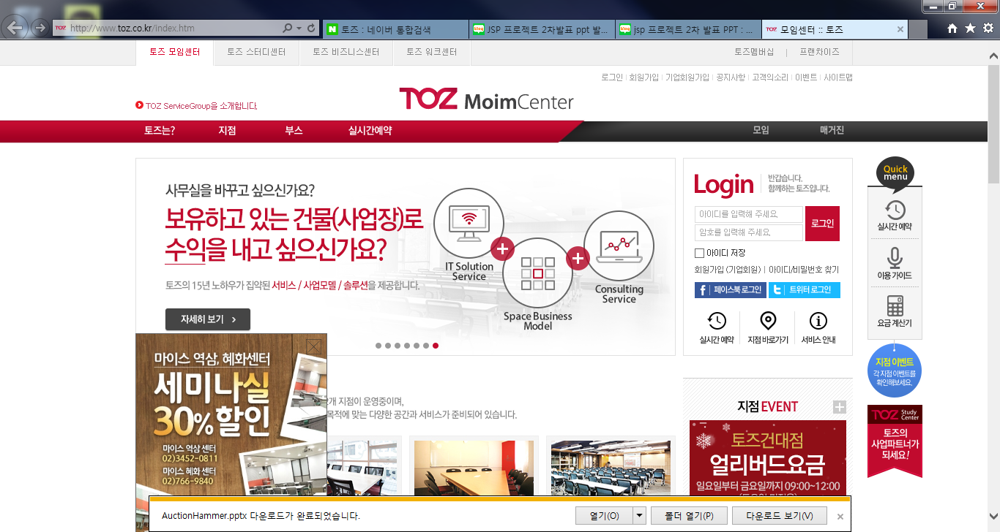 http://www.toz.co.kr/index.htm
토즈 : 네이버 통합검색
JSP 프로젝트 2차발표 ppt 발...
jsp 프로젝트 2차 발표 PPT : ...
모임센터 :: 토즈
토즈 모임센터
토즈 스터디센터
토즈 비즈니스센터
토즈 워크센터
토즈멤버십 | 프랜차이즈
로그인 | 회원가입 | 기업회원가입 | 공지사항 | 고객의소리 | 이벤트 | 사이트맵
TOZ ServiceGroup을 소개합니다.
TOZ MoimCenter
토즈는?
지점
부스
실시간예약
모임
매거진
사무실을 바꾸고 싶으신가요?
보유하고 있는 건물(사업장)로
수익을 내고 싶으신가요?
토즈의 15년 노하우가 집약된 서비스 / 사업모델 / 솔루션을 제공합니다.
자세히 보기 >
IT Solution
Service
Space Business
Model
Consulting
Service
Login
반갑습니다.
함께하는 토즈입니다.
아이디를 입력해 주세요.
암호를 입력해 주세요.
로그인
아이디 저장
회원가입 (기업회원) | 아이디/비밀번호 찾기
페이스북 로그인
트위터 로그인
실시간 예약
지점 바로가기
서비스 안내
Quick
menu
실시간 예약
이용 가이드
요금 계산기
지점 이벤트
각 지점 이벤트를
확인해보세요.
TOZ Study
Center
토즈의
사업파트너가
되세요!
마이스 역삼, 혜화센터
세미나실
30% 할인
마이스 역삼 센터
02)3452-0811
마이스 혜화 센터
02)766-9840
개 지점이 운영중이며,
목적에 맞는 다양한 공간과 서비스가 준비되어 있습니다.
지점 EVENT
토즈건대점
얼리버드요금
일요일부터 금요일까지 09:00~12:00
AuctionHammer.pptx 다운로드가 완료되었습니다.
열기(O)
폴더 열기(P)
다운로드 보기(V)